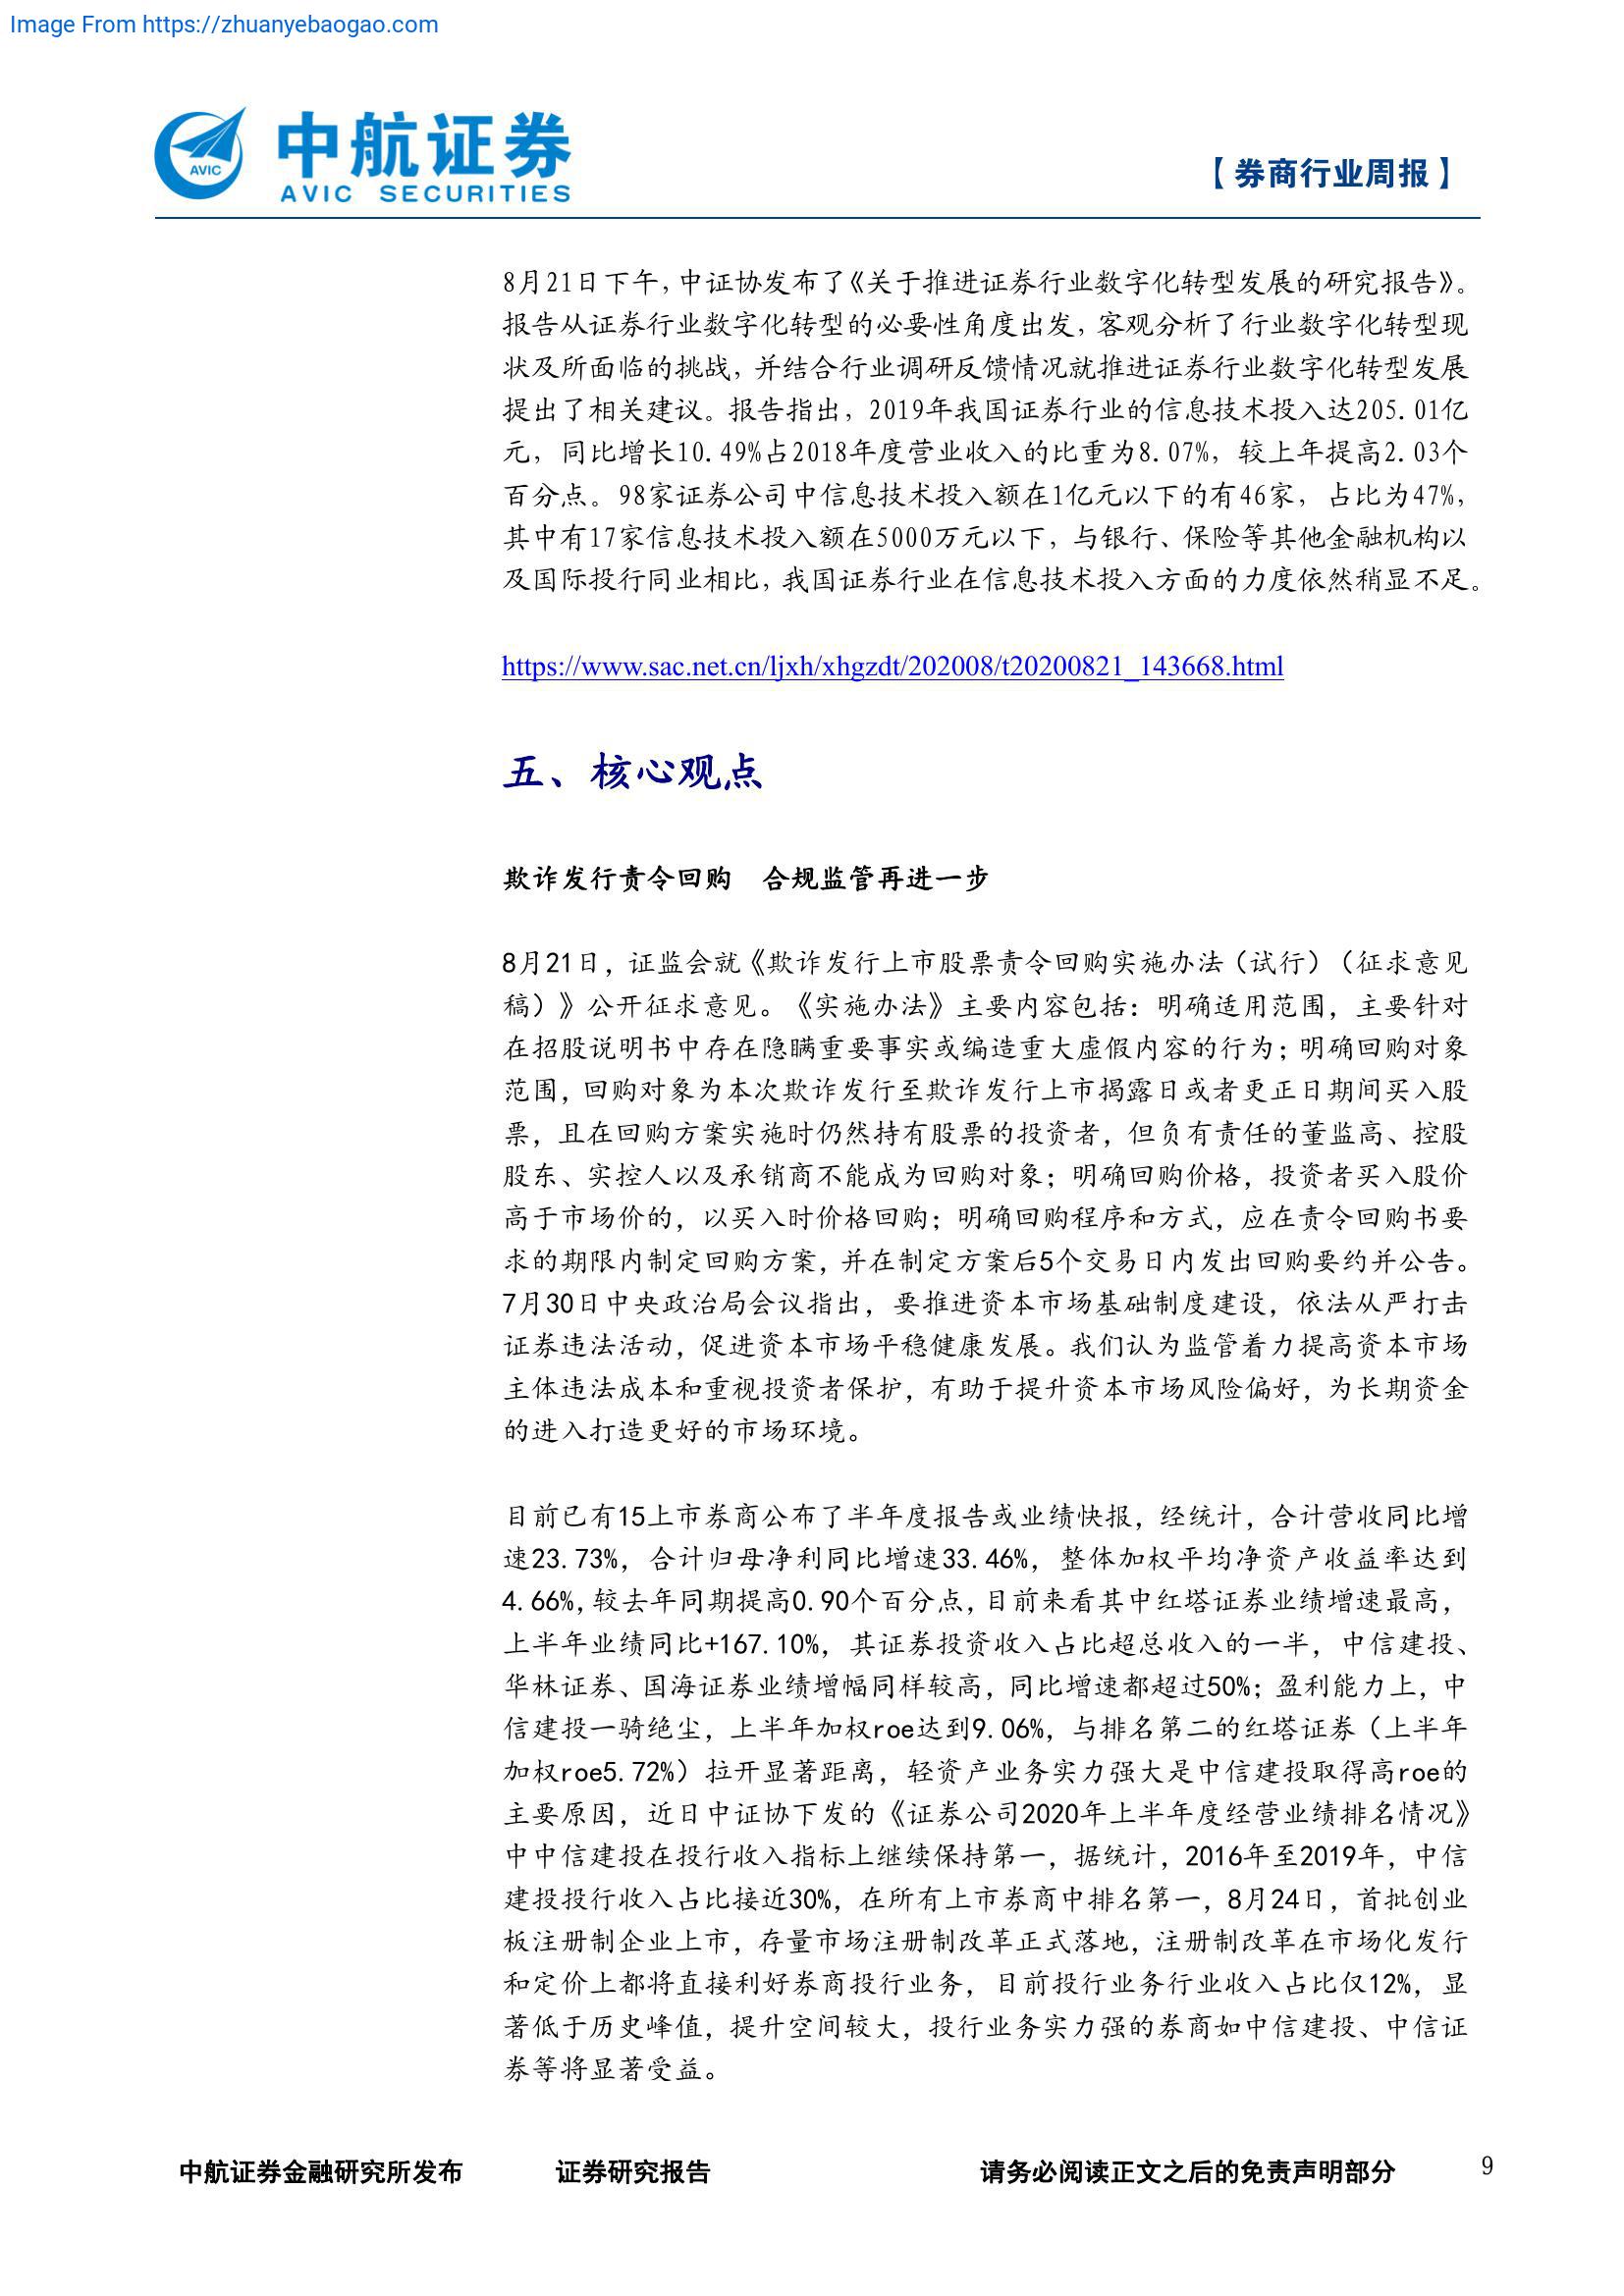 Image From https://zhuanyebaogao.com
AVIC
中航证券
AVIC SECURITIES
【券商行业周报】
8月21日下午，中证协发布了《关于推进证券行业数字化转型发展的研究报告》。
报告从证券行业数字化转型的必要性角度出发，客观分析了行业数字化转型现
状及所面临的挑战，并结合行业调研反馈情况就推进证券行业数字化转型发展
提出了相关建议。报告指出，2019年我国证券行业的信息技术投入达205.01亿
元，同比增长10.49%占2018年度营业收入的比重为8.07%，较上年提高2.03个
百分点。98家证券公司中信息技术投入额在1亿元以下的有46家，占比为47%，
其中有17家信息技术投入额在5000万元以下，与银行、保险等其他金融机构以
及国际投行同业相比，我国证券行业在信息技术投入方面的力度依然稍显不足。
https://www.sac.net.cn/ljxh/xhgzdt/202008/t20200821_143668.html
五、核心观点
欺诈发行责令回购　合规监管再进一步
8月21日，证监会就《欺诈发行上市股票责令回购实施办法（试行）（征求意见
稿）》公开征求意见。《实施办法》主要内容包括：明确适用范围，主要针对
在招股说明书中存在隐瞒重要事实或编造重大虚假内容的行为；明确回购对象
范围，回购对象为本次欺诈发行至欺诈发行上市揭露日或者更正日期间买入股
票，且在回购方案实施时仍然持有股票的投资者，但负有责任的董监高、控股
股东、实控人以及承销商不能成为回购对象；明确回购价格，投资者买入股价
高于市场价的，以买入时价格回购；明确回购程序和方式，应在责令回购书要
求的期限内制定回购方案，并在制定方案后5个交易日内发出回购要约并公告。
7月30日中央政治局会议指出，要推进资本市场基础制度建设，依法从严打击
证券违法活动，促进资本市场平稳健康发展。我们认为监管着力提高资本市场
主体违法成本和重视投资者保护，有助于提升资本市场风险偏好，为长期资金
的进入打造更好的市场环境。
目前已有15上市券商公布了半年度报告或业绩快报，经统计，合计营收同比增
速23.73%，合计归母净利同比增速33.46%，整体加权平均净资产收益率达到
4.66%，较去年同期提高0.90个百分点，目前来看其中红塔证券业绩增速最高，
上半年业绩同比+167.10%，其证券投资收入占比超总收入的一半，中信建投、
华林证券、国海证券业绩增幅同样较高，同比增速都超过50%；盈利能力上，中
信建投一骑绝尘，上半年加权roe达到9.06%，与排名第二的红塔证券（上半年
加权roe5.72%）拉开显著距离，轻资产业务实力强大是中信建投取得高roe的
主要原因，近日中证协下发的《证券公司2020年上半年度经营业绩排名情况》
中中信建投在投行收入指标上继续保持第一，据统计，2016年至2019年，中信
建投投行收入占比接近30%，在所有上市券商中排名第一，8月24日，首批创业
板注册制企业上市，存量市场注册制改革正式落地，注册制改革在市场化发行
和定价上都将直接利好券商投行业务，目前投行业务行业收入占比仅12%，显
著低于历史峰值，提升空间较大，投行业务实力强的券商如中信建投、中信证
券等将显著受益。
中航证券金融研究所发布　证券研究报告　请务必阅读正文之后的免责声明部分　9